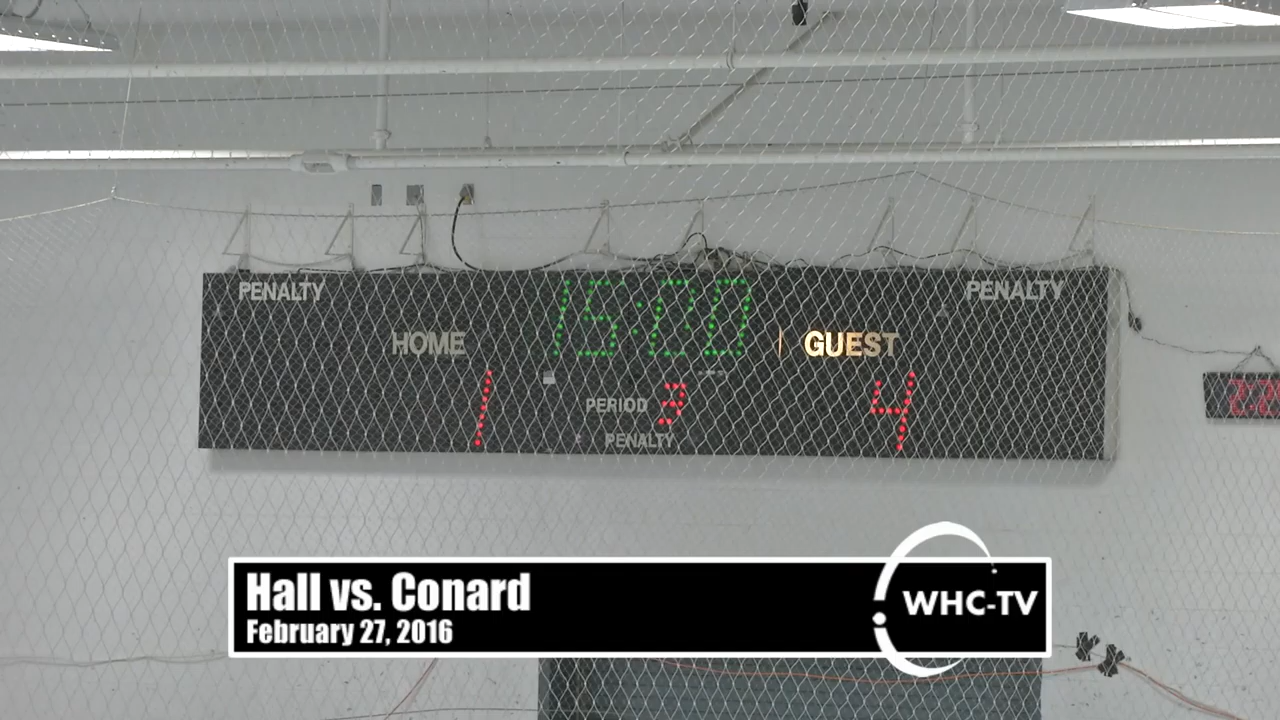 PENALTY
PENALTY
15:00
HOME
GUEST
1
PERIOD 3
4
PENALTY
Hall vs. Conard
February 27, 2016
WHC-TV